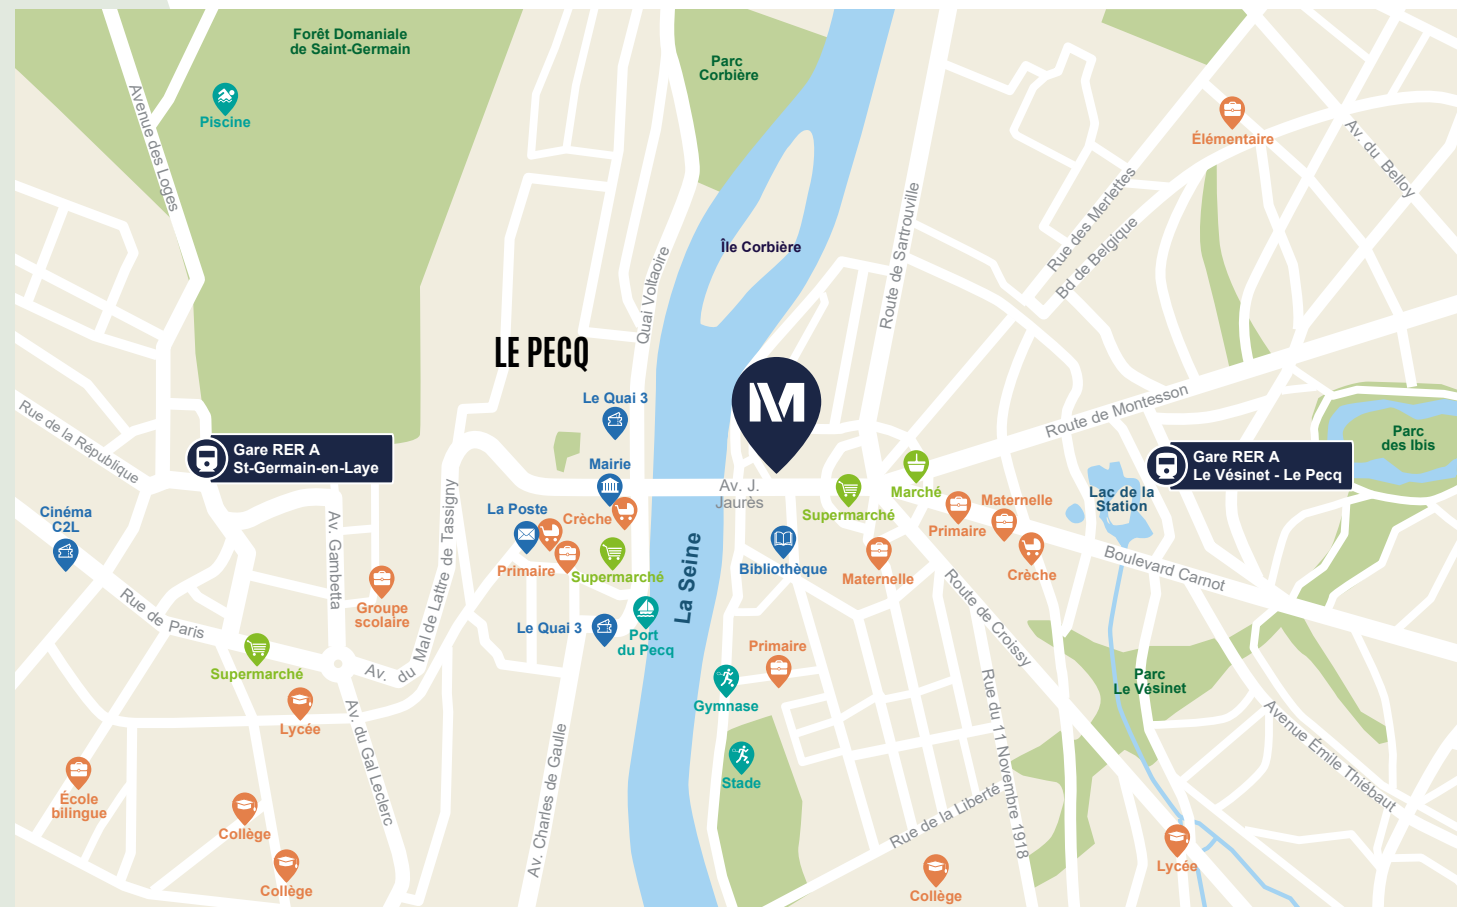 Forêt Domaniale
de Saint-Germain
Parc
Corbière
Piscine
Élémentaire
Avenue des Loges
Av. du Belloy
Rue des Merlettes
Bd de Belgique
Route de Sartrouville
Île Corbière
Quai Voltaoire
LE PECQ
M
Le Quai 3
Route de Montesson
Rue de la République
Gare RER A
St-Germain-en-Laye
Parc
des Ibis
Gare RER A
Le Vésinet - Le Pecq
Mairie
Av. J.
Jaurès
Marché
Supermarché
Lac de la
Station
Maternelle
Primaire
Cinéma
C2L
La Poste
Crèche
Av. Gambetta
Primaire
Supermarché
Bibliothèque
Maternelle
Crèche
Boulevard Carnot
La Seine
Groupe
scolaire
Rue de Paris
Av. du Mal de Lattre de Tassigny
Le Quai 3
Port
du Pecq
Route de Croissy
Primaire
Supermarché
Gymnase
Parc
Le Vésinet
Lycée
Av. du Gal Leclerc
Av. Charles de Gaulle
Rue du 11 Novembre 1918
Avenue Émile Thiébaut
École
bilingue
Stade
Collège
Rue de la Liberté
Collège
Collège
Lycée